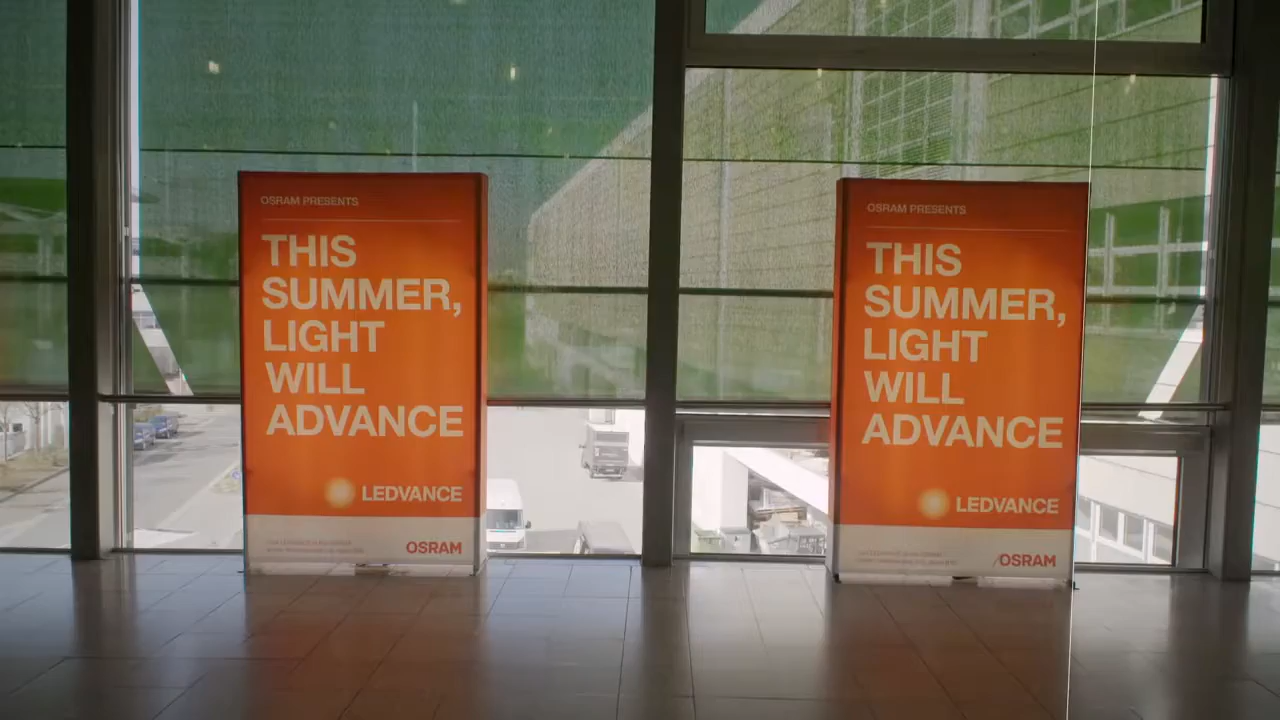 OSRAM PRESENTS
THIS
SUMMER,
LIGHT
WILL
ADVANCE
LEDVANCE
OSRAM
OSRAM PRESENTS
THIS
SUMMER,
LIGHT
WILL
ADVANCE
LEDVANCE
OSRAM